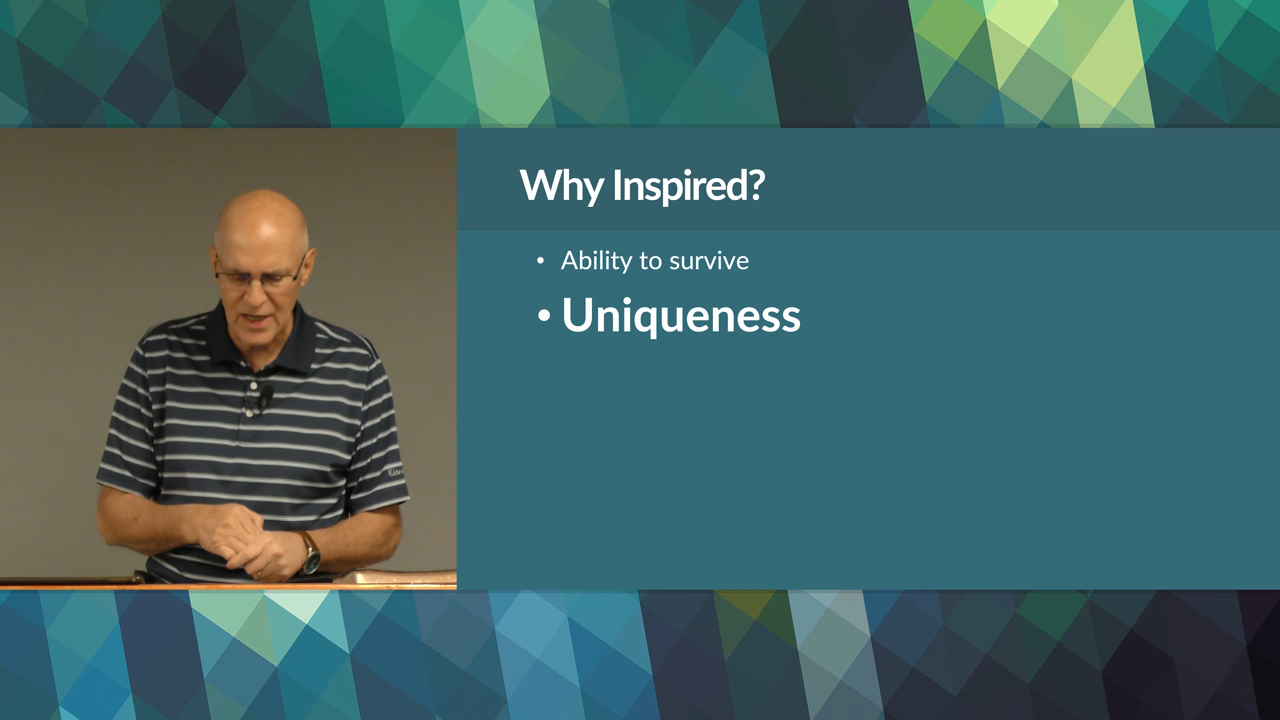 Why Inspired?
• Ability to survive
• Uniqueness